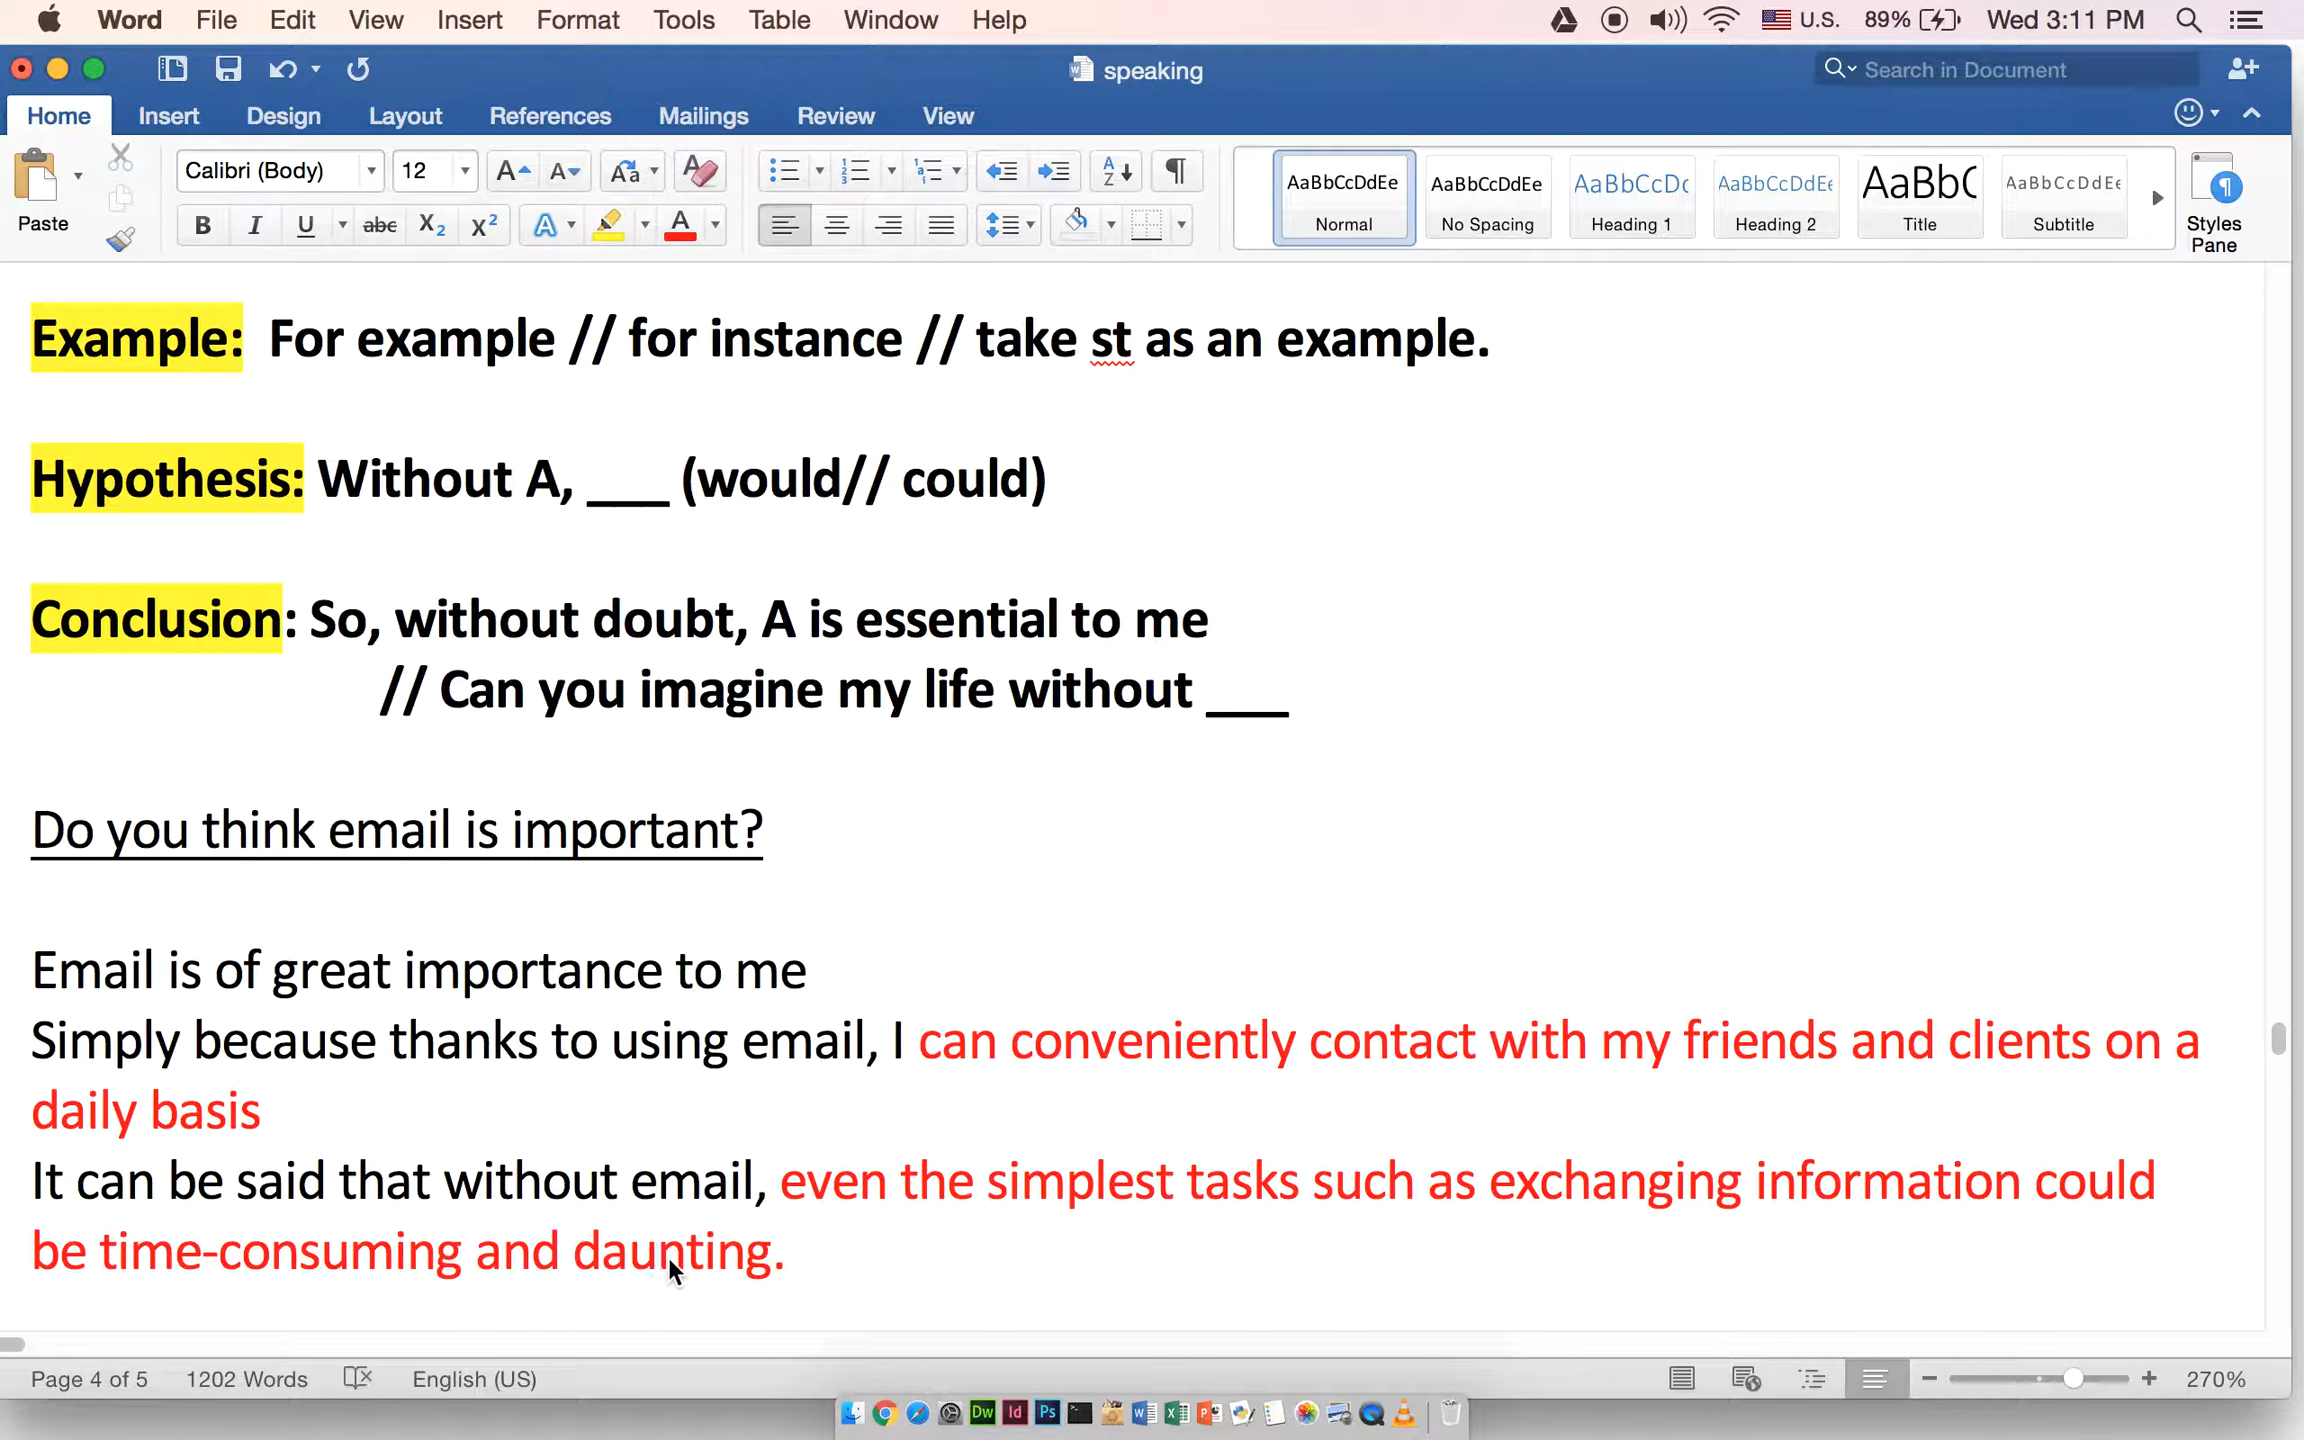 Word File Edit View Insert Format Tools Table Window Help U.S. 89% Wed 3:11 PM
speaking Search in Document
Home Insert Design Layout References Mailings Review View
Paste Calibri (Body) 12
AaBbCcDdEe AaBbCcDdEe AaBbCcDc AaBbCcDdEe AaBbC AaBbCcDdEe
Normal No Spacing Heading 1 Heading 2 Title Subtitle Styles Pane
Example: For example // for instance // take st as an example.
Hypothesis: Without A, ___ (would// could)
Conclusion: So, without doubt, A is essential to me
// Can you imagine my life without ___
Do you think email is important?
Email is of great importance to me
Simply because thanks to using email, I can conveniently contact with my friends and clients on a
daily basis
It can be said that without email, even the simplest tasks such as exchanging information could
be time-consuming and daunting.
Page 4 of 5 1202 Words English (US) 270%